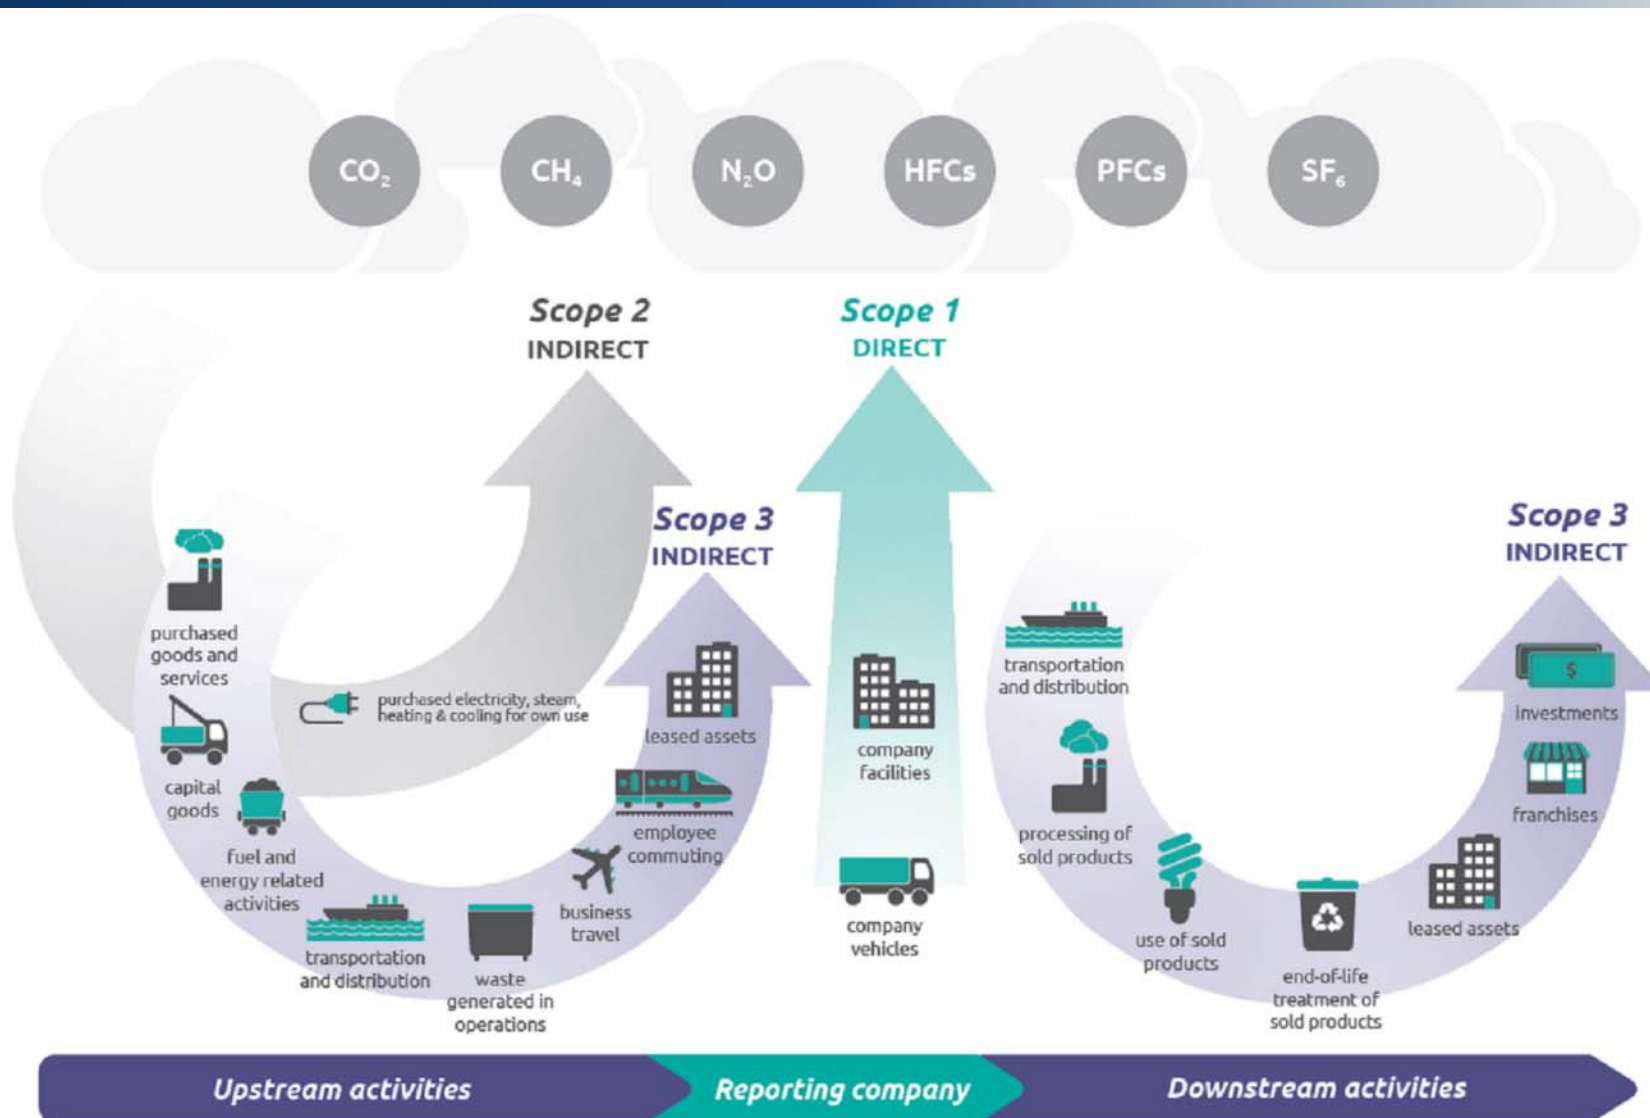 CO₂
CH₄
N₂O
HFCs
PFCs
SF₆
Scope 2
INDIRECT
Scope 1
DIRECT
Scope 3
INDIRECT
Scope 3
INDIRECT
purchased
goods and
services
capital
goods
fuel and
energy related
activities
transportation
and distribution
waste
generated in
operations
business
travel
employee
commuting
leased assets
purchased electricity, steam,
heating & cooling for own use
company
facilities
company
vehicles
transportation
and distribution
processing of
sold products
use of sold
products
end-of-life
treatment of
sold products
leased assets
franchises
investments
$
Upstream activities
Reporting company
Downstream activities